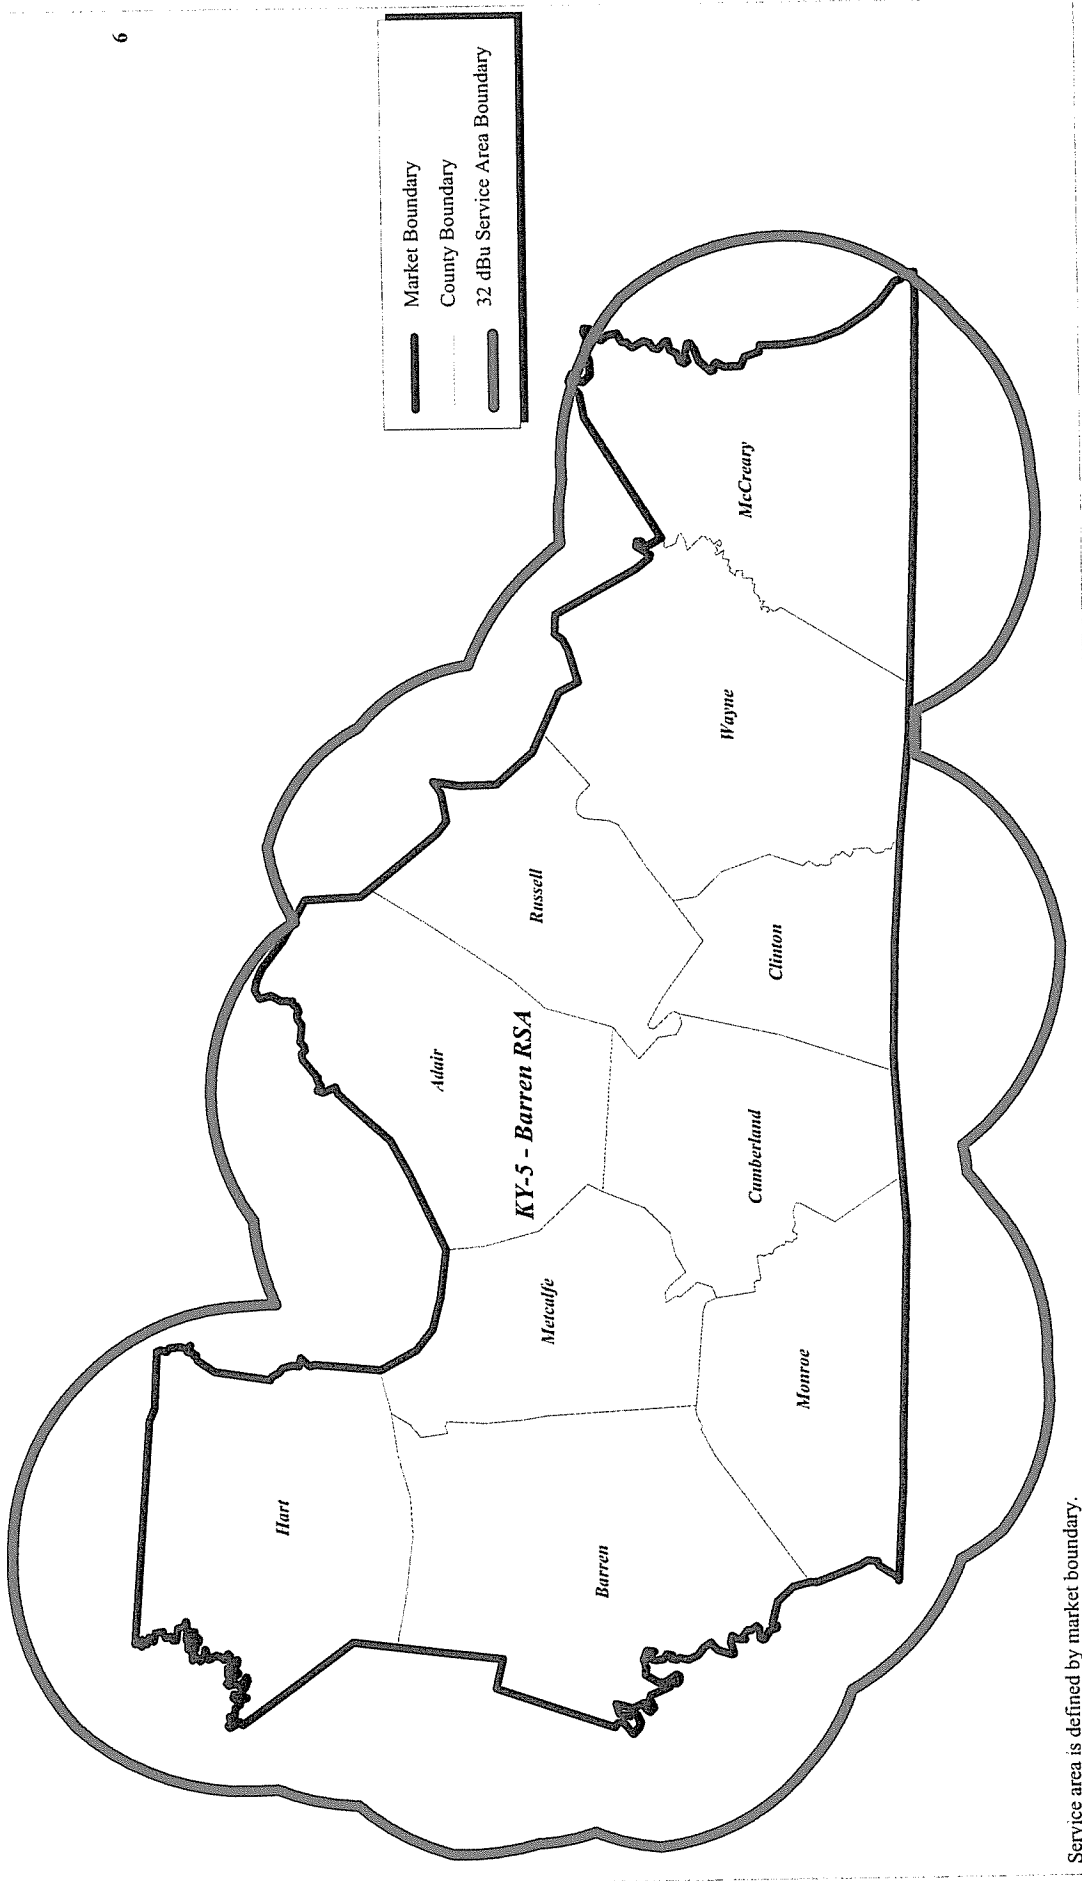 6
Market Boundary
County Boundary
32 dBu Service Area Boundary
Hart
Adair
Barren
Metcalfe
KY-5 - Barren RSA
Russell
Monroe
Cumberland
Clinton
Wayne
McCreary
Service area is defined by market boundary.